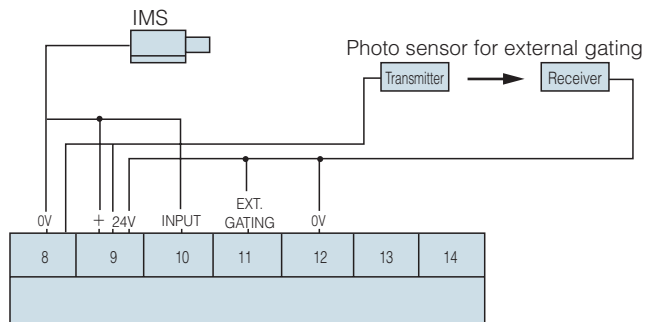 IMS
Photo sensor for external gating
Transmitter
Receiver
EXT.
0V + 24V INPUT GATING 0V
8 9 10 11 12 13 14